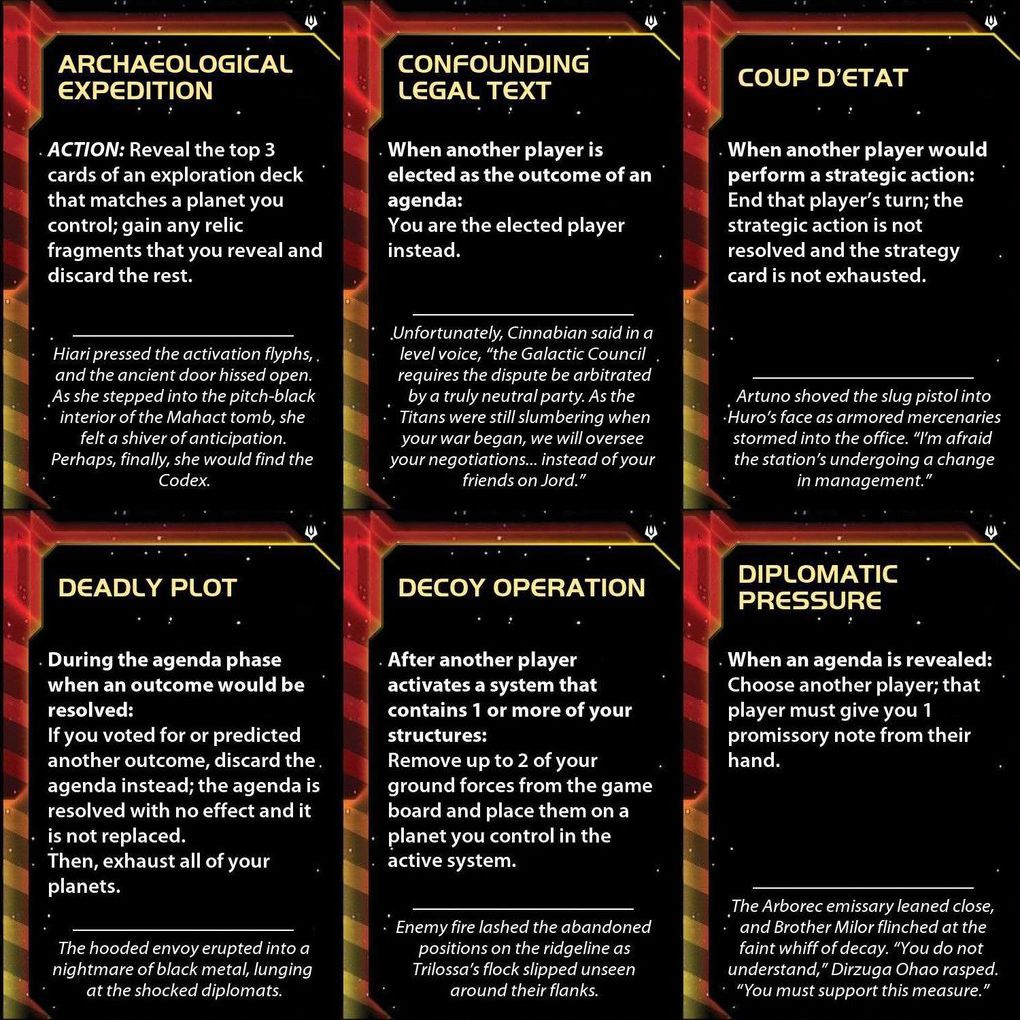 ARCHAEOLOGICAL
EXPEDITION
ACTION: Reveal the top 3
cards of an exploration deck
that matches a planet you
control; gain any relic
fragments that you reveal and
discard the rest.
Hiari pressed the activation flyphs,
and the ancient door hissed open.
As she stepped into the pitch-black
interior of the Mahact tomb, she
felt a shiver of anticipation.
Perhaps, finally, she would find the
Codex.
CONFOUNDING
LEGAL TEXT
When another player is
elected as the outcome of an
agenda:
You are the elected player
instead.
Unfortunately, Cinnabian said in a
level voice, “the Galactic Council
requires the dispute be arbitrated
by a truly neutral party. As the
Titans were still slumbering when
your war began, we will oversee
your negotiations... instead of your
friends on Jord.”
COUP D’ETAT
When another player would
perform a strategic action:
End that player’s turn; the
strategic action is not
resolved and the strategy
card is not exhausted.
Artuno shoved the slug pistol into
Huro’s face as armored mercenaries
stormed into the office. “I’m afraid
the station’s undergoing a change
in management.”
DEADLY PLOT
During the agenda phase
when an outcome would be
resolved:
If you voted for or predicted
another outcome, discard the
agenda instead; the agenda is
resolved with no effect and it
is not replaced.
Then, exhaust all of your
planets.
The hooded envoy erupted into a
nightmare of black metal, lunging
at the shocked diplomats.
DECOY OPERATION
After another player
activates a system that
contains 1 or more of your
structures:
Remove up to 2 of your
ground forces from the game
board and place them on a
planet you control in the
active system.
Enemy fire lashed the abandoned
positions on the ridgeline as
Trilossa’s flock slipped unseen
around their flanks.
DIPLOMATIC
PRESSURE
When an agenda is revealed:
Choose another player; that
player must give you 1
promissory note from their
hand.
The Arborec emissary leaned close,
and Brother Milor flinched at the
faint whiff of decay. “You do not
understand,” Dirzuga Ohao rasped.
“You must support this measure.”